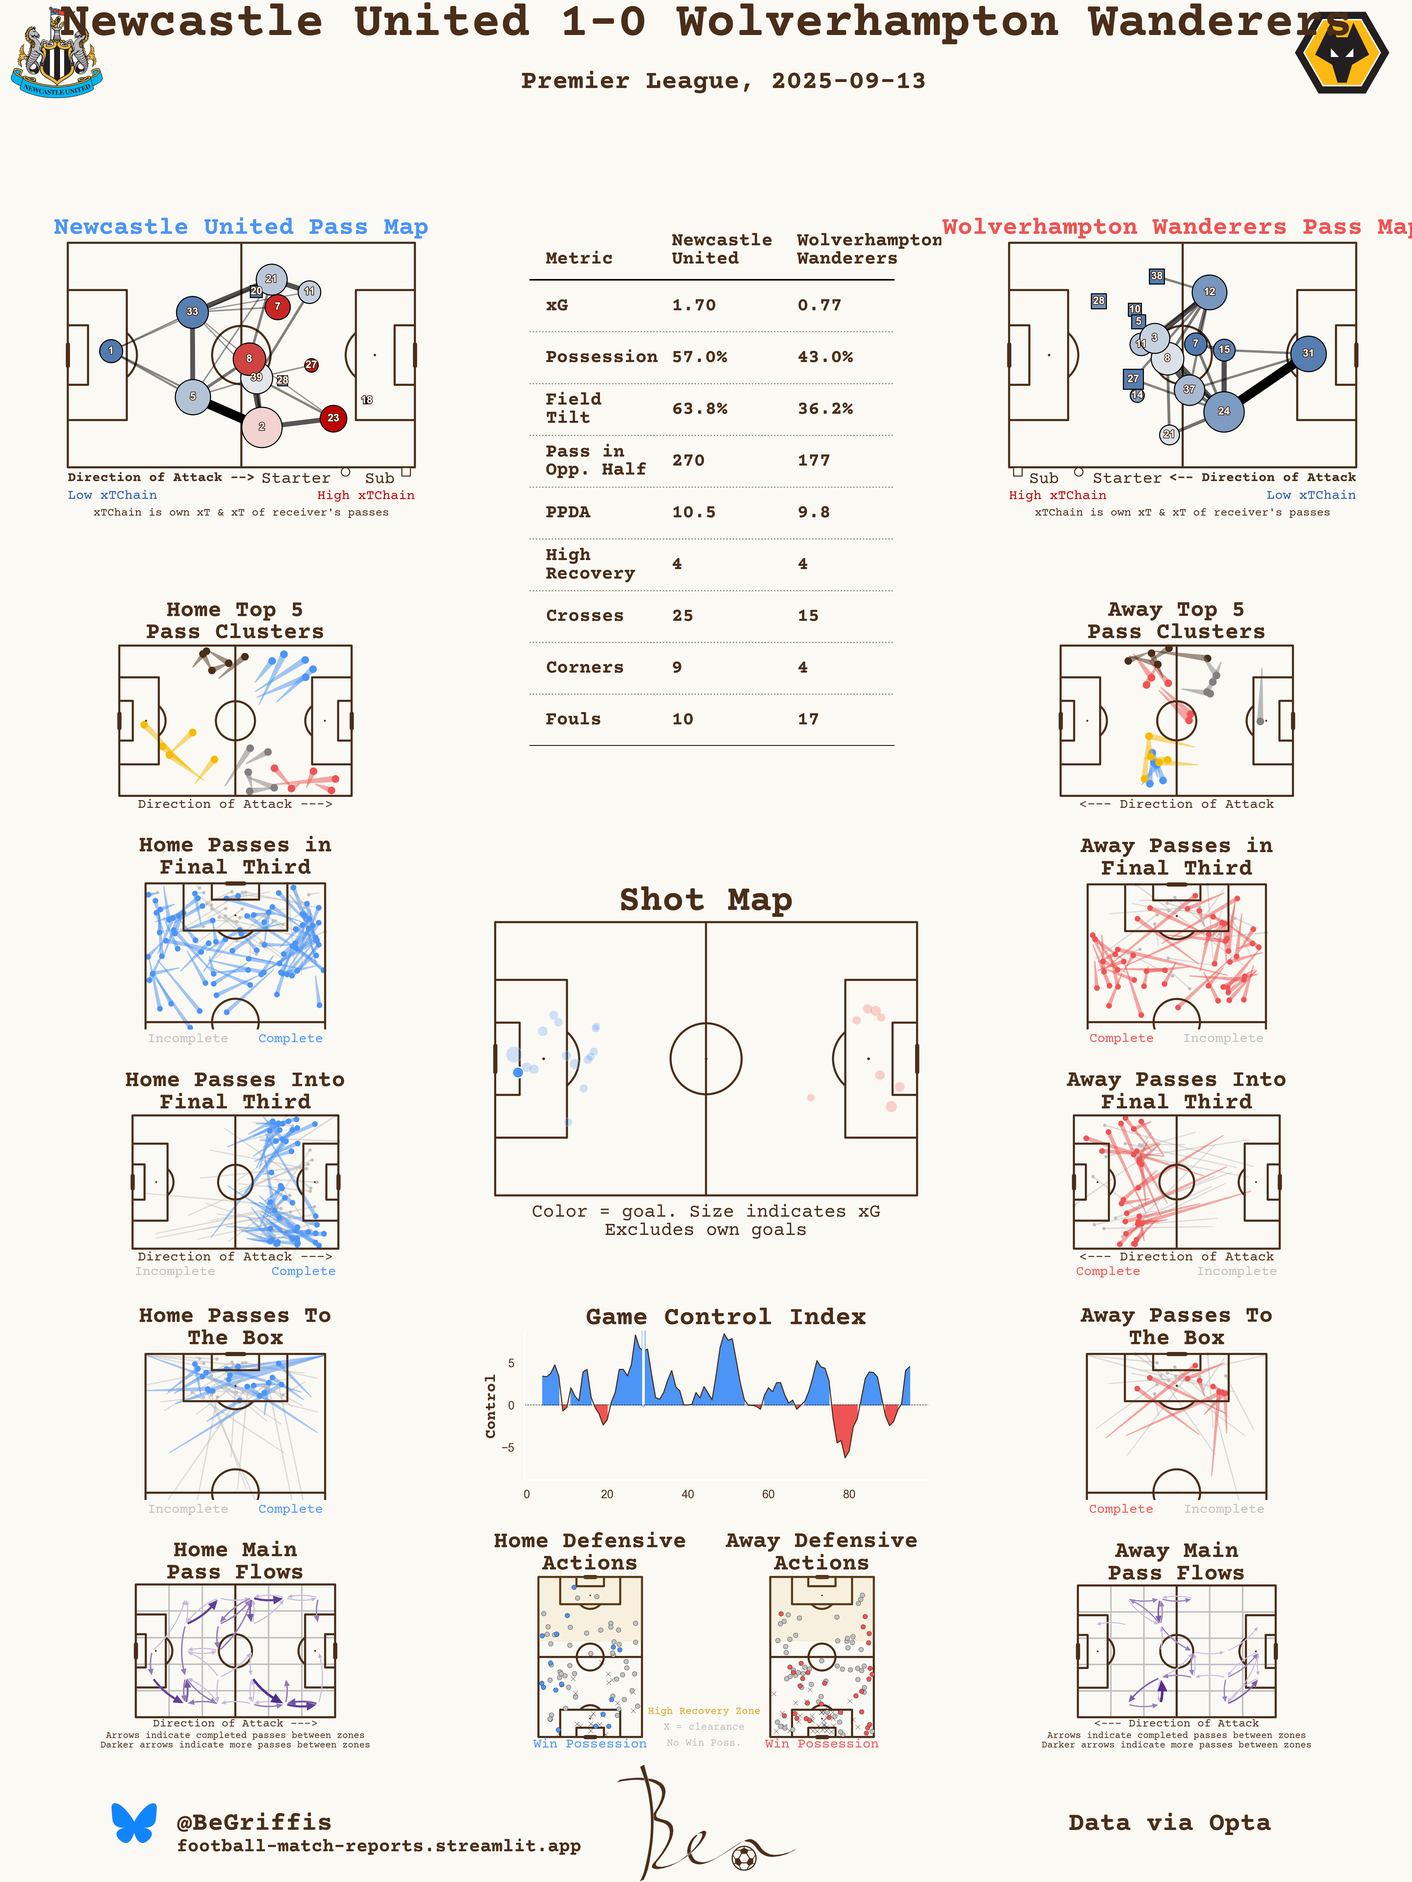 Newcastle United 1-0 Wolverhampton Wanderers
Premier League, 2025-09-13
NEWCASTLE UNITED
Newcastle United Pass Map
1
33
5
21
20
11
7
8
39
27
28
2
23
18
Direction of Attack --> Starter Sub
Low xTChain High xTChain
xTChain is own xT & xT of receiver's passes
Metric Newcastle United Wolverhampton Wanderers
xG 1.70 0.77
Possession 57.0% 43.0%
Field Tilt 63.8% 36.2%
Pass in Opp. Half 270 177
PPDA 10.5 9.8
High Recovery 4 4
Crosses 25 15
Corners 9 4
Fouls 10 17
Wolverhampton Wanderers Pass Map
38
28
10
5
12
11
3
8
7
15
31
27
14
37
24
21
Sub Starter <-- Direction of Attack
High xTChain Low xTChain
xTChain is own xT & xT of receiver's passes
Home Top 5
Pass Clusters
Direction of Attack --->
Away Top 5
Pass Clusters
<--- Direction of Attack
Home Passes in
Final Third
Incomplete Complete
Away Passes in
Final Third
Complete Incomplete
Shot Map
Color = goal. Size indicates xG
Excludes own goals
Home Passes Into
Final Third
Direction of Attack --->
Incomplete Complete
Away Passes Into
Final Third
<--- Direction of Attack
Complete Incomplete
Home Passes To
The Box
Incomplete Complete
Game Control Index
Control
5
0
−5
0 20 40 60 80
Away Passes To
The Box
Complete Incomplete
Home Main
Pass Flows
Direction of Attack --->
Arrows indicate completed passes between zones
Darker arrows indicate more passes between zones
Home Defensive
Actions
Win Possession
High Recovery Zone
X = clearance
No Win Poss.
Away Defensive
Actions
Win Possession
Away Main
Pass Flows
<--- Direction of Attack
Arrows indicate completed passes between zones
Darker arrows indicate more passes between zones
@BeGriffis
football-match-reports.streamlit.app
Ben
Data via Opta